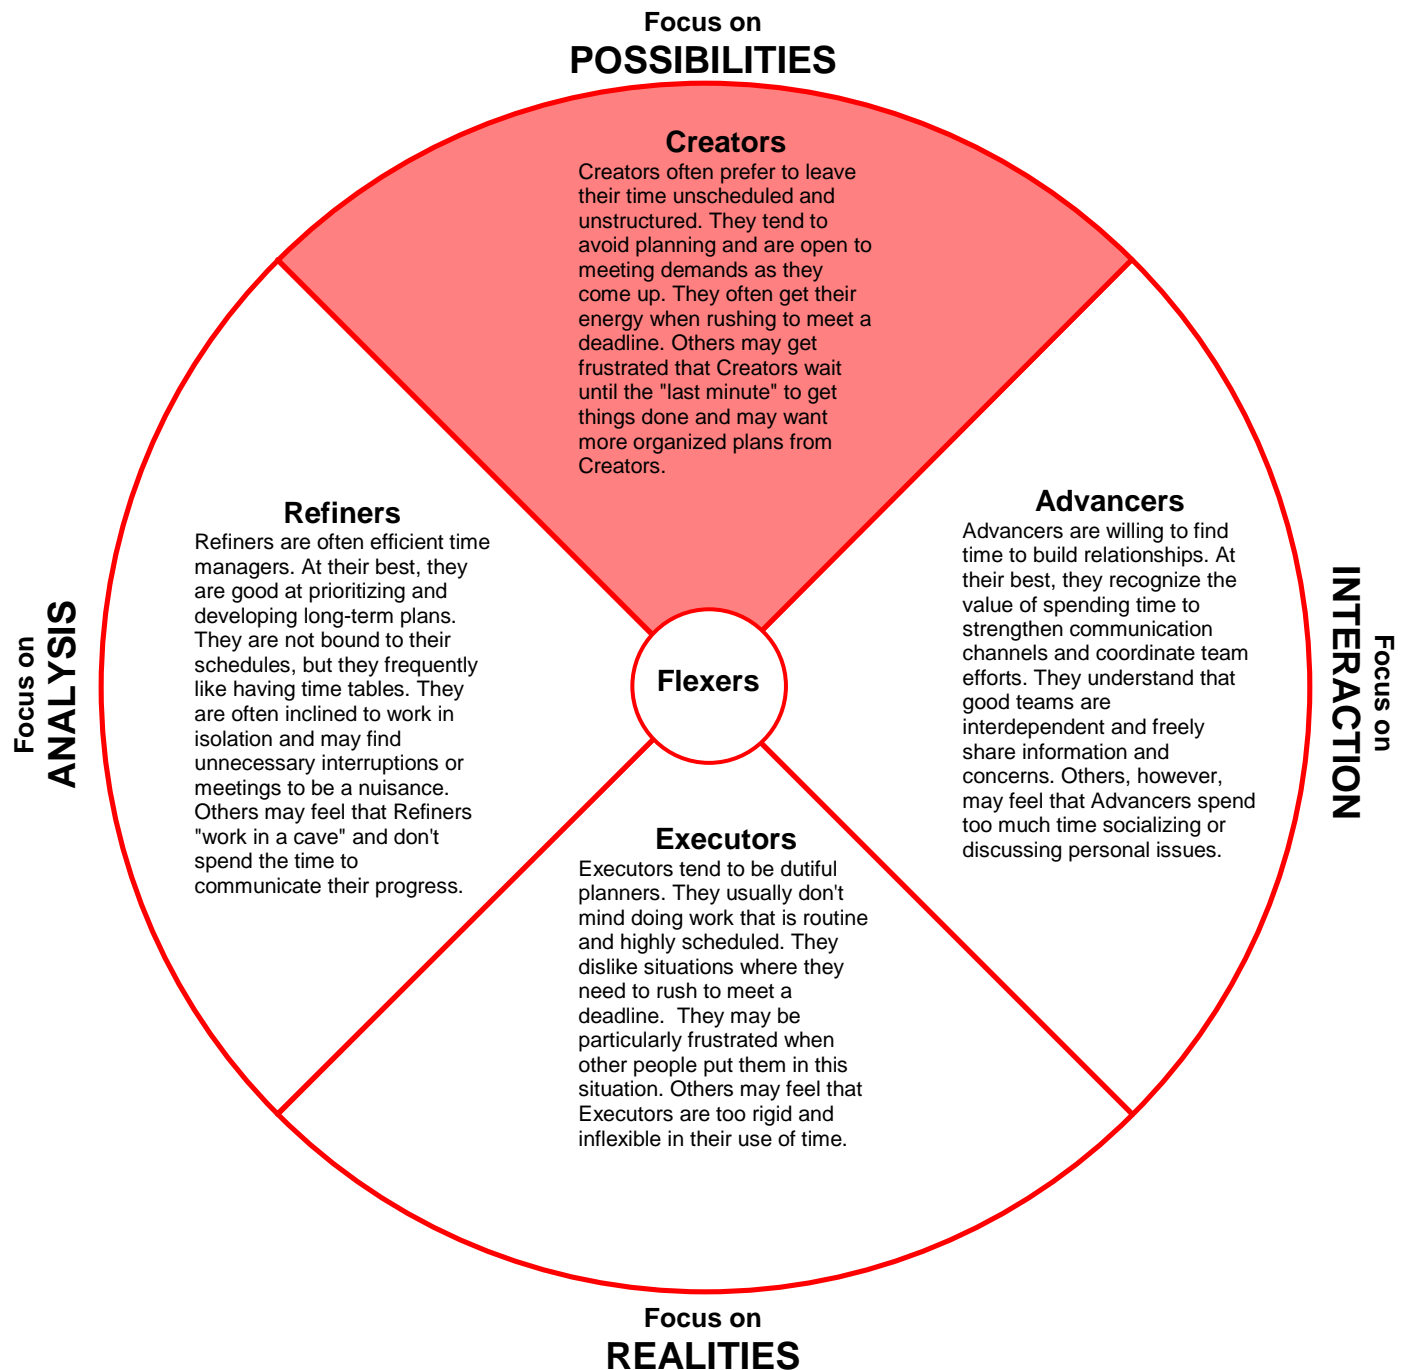 Focus on
POSSIBILITIES
Creators
Creators often prefer to leave
their time unscheduled and
unstructured. They tend to
avoid planning and are open to
meeting demands as they
come up. They often get their
energy when rushing to meet a
deadline. Others may get
frustrated that Creators wait
until the "last minute" to get
things done and may want
more organized plans from
Creators.
Focus on
ANALYSIS
Refiners
Refiners are often efficient time
managers. At their best, they
are good at prioritizing and
developing long-term plans.
They are not bound to their
schedules, but they frequently
like having time tables. They
are often inclined to work in
isolation and may find
unnecessary interruptions or
meetings to be a nuisance.
Others may feel that Refiners
"work in a cave" and don't
spend the time to
communicate their progress.
Flexers
Advancers
Advancers are willing to find
time to build relationships. At
their best, they recognize the
value of spending time to
strengthen communication
channels and coordinate team
efforts. They understand that
good teams are
interdependent and freely
share information and
concerns. Others, however,
may feel that Advancers spend
too much time socializing or
discussing personal issues.
Focus on
INTERACTION
Executors
Executors tend to be dutiful
planners. They usually don't
mind doing work that is routine
and highly scheduled. They
dislike situations where they
need to rush to meet a
deadline.  They may be
particularly frustrated when
other people put them in this
situation. Others may feel that
Executors are too rigid and
inflexible in their use of time.
Focus on
REALITIES